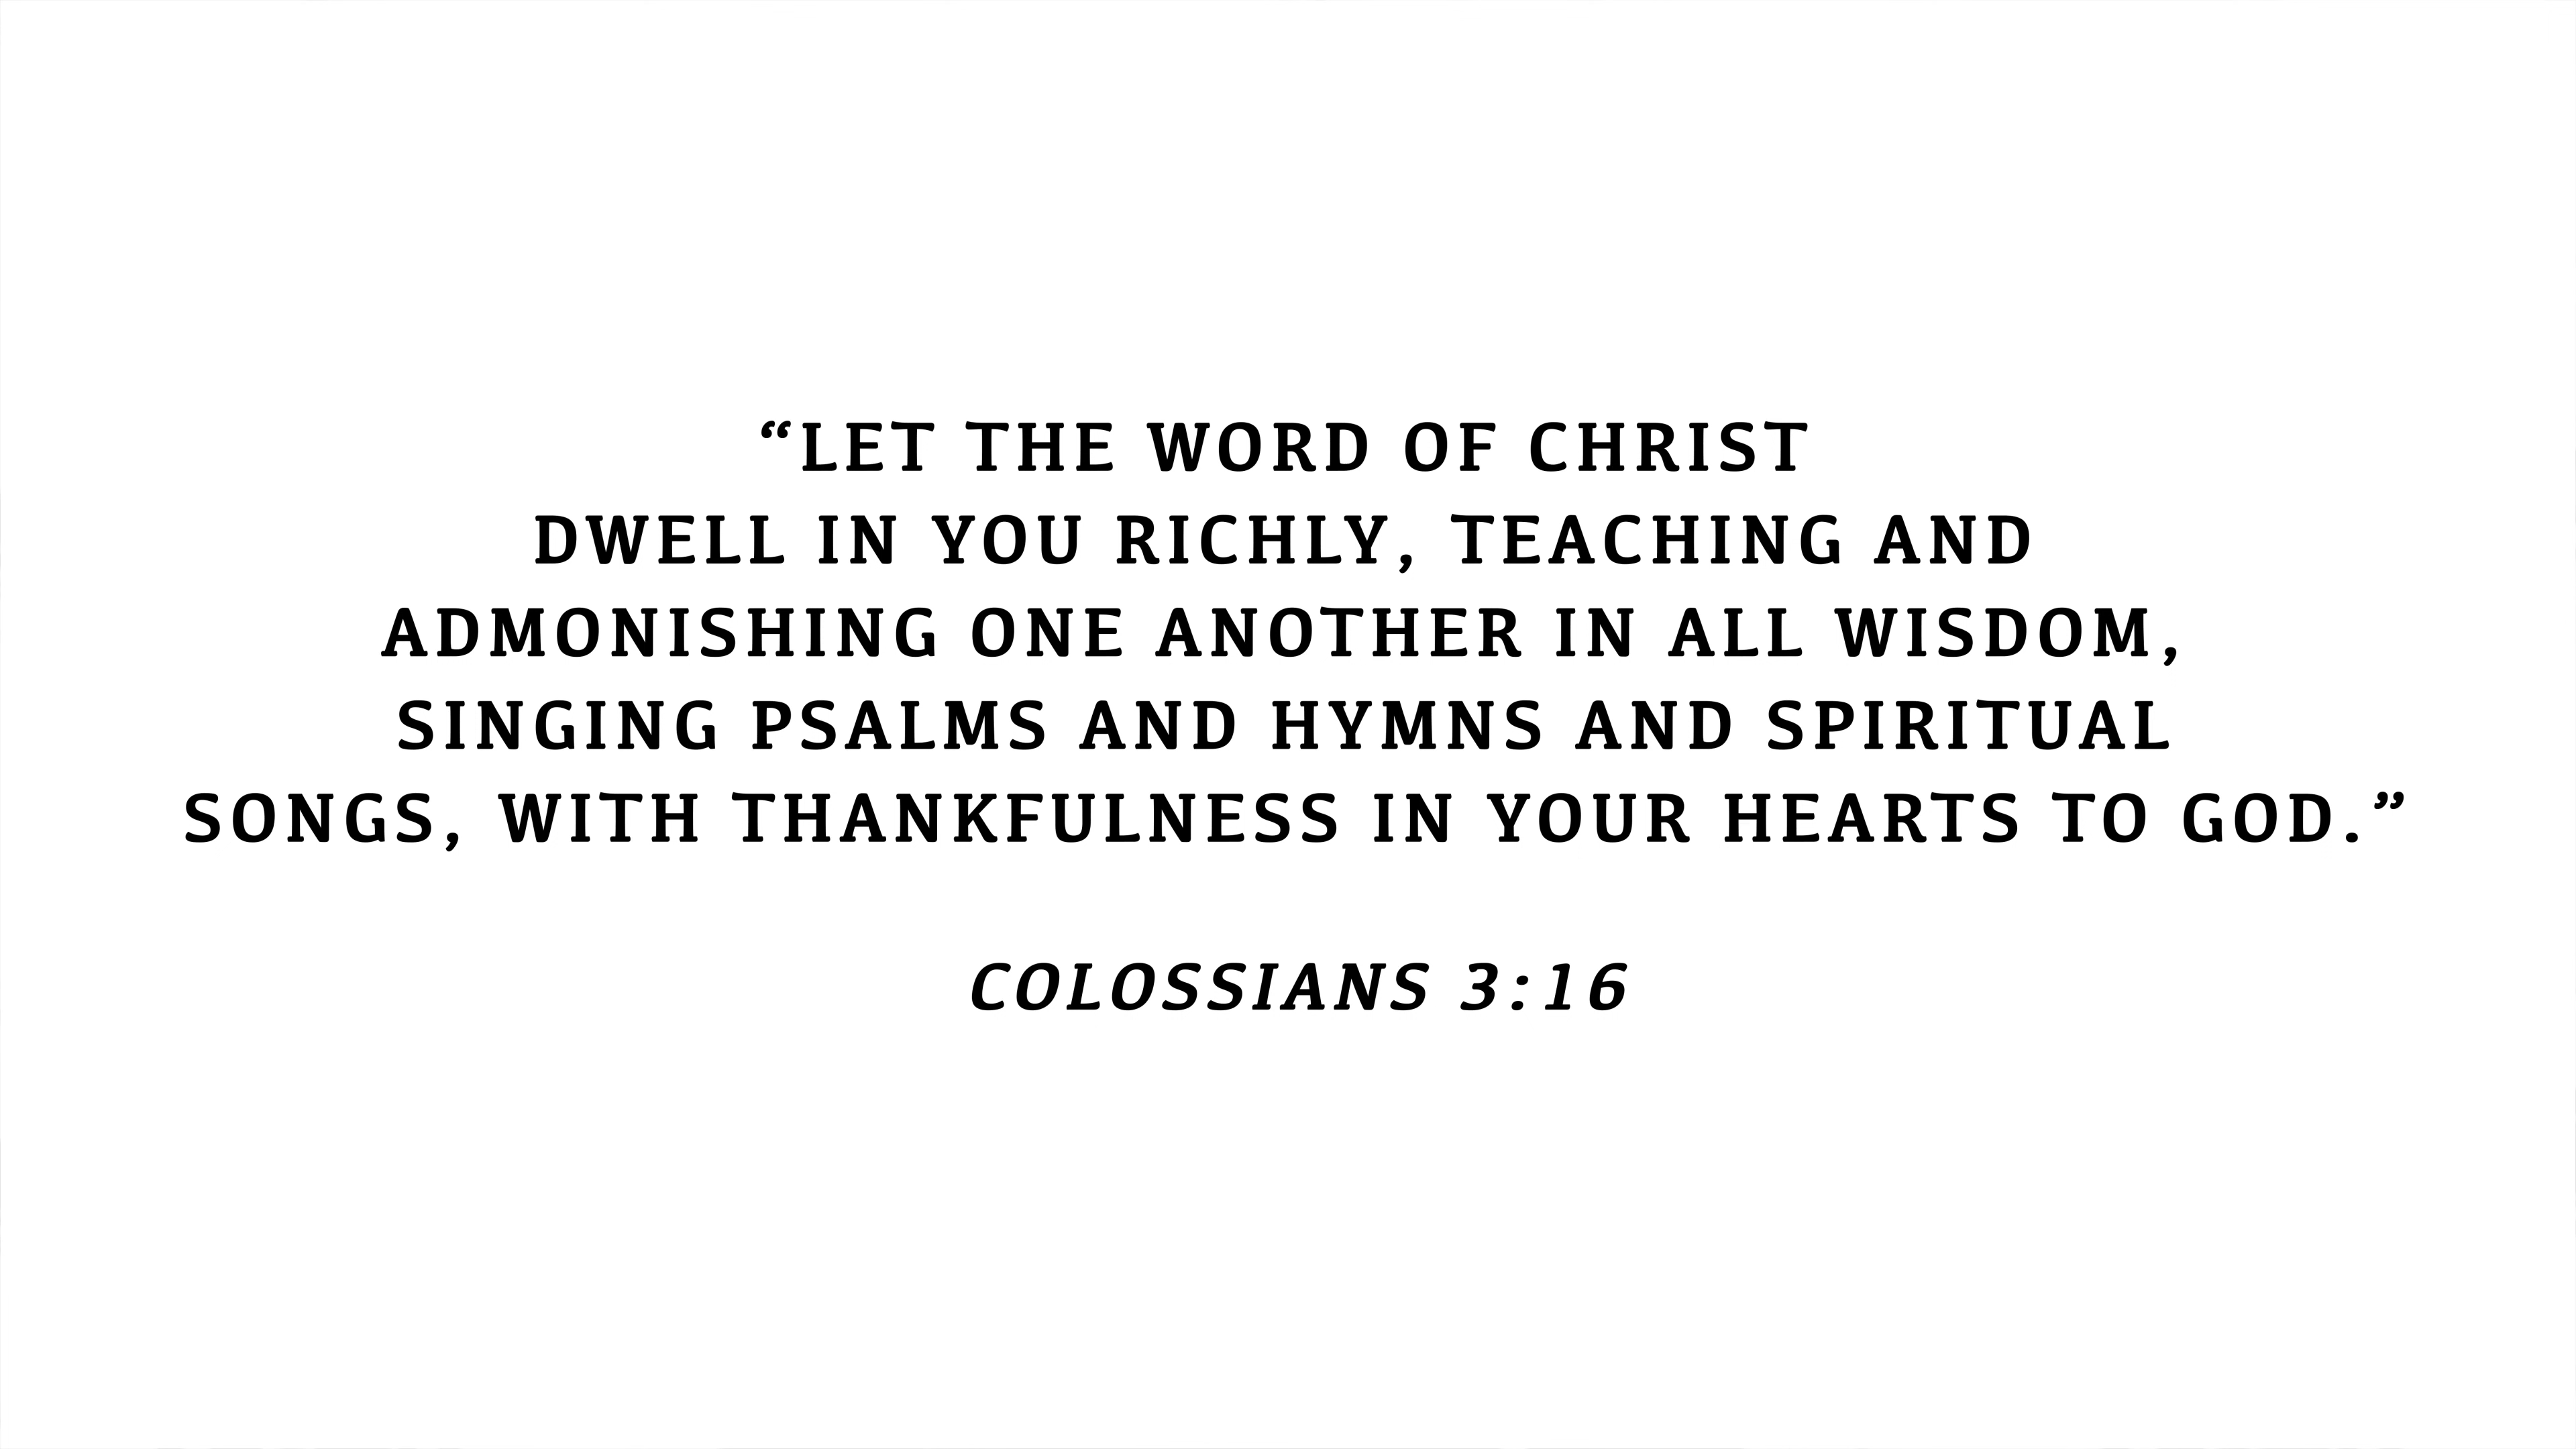 “LET THE WORD OF CHRIST
DWELL IN YOU RICHLY, TEACHING AND
ADMONISHING ONE ANOTHER IN ALL WISDOM,
SINGING PSALMS AND HYMNS AND SPIRITUAL
SONGS, WITH THANKFULNESS IN YOUR HEARTS TO GOD.”
COLOSSIANS 3:16